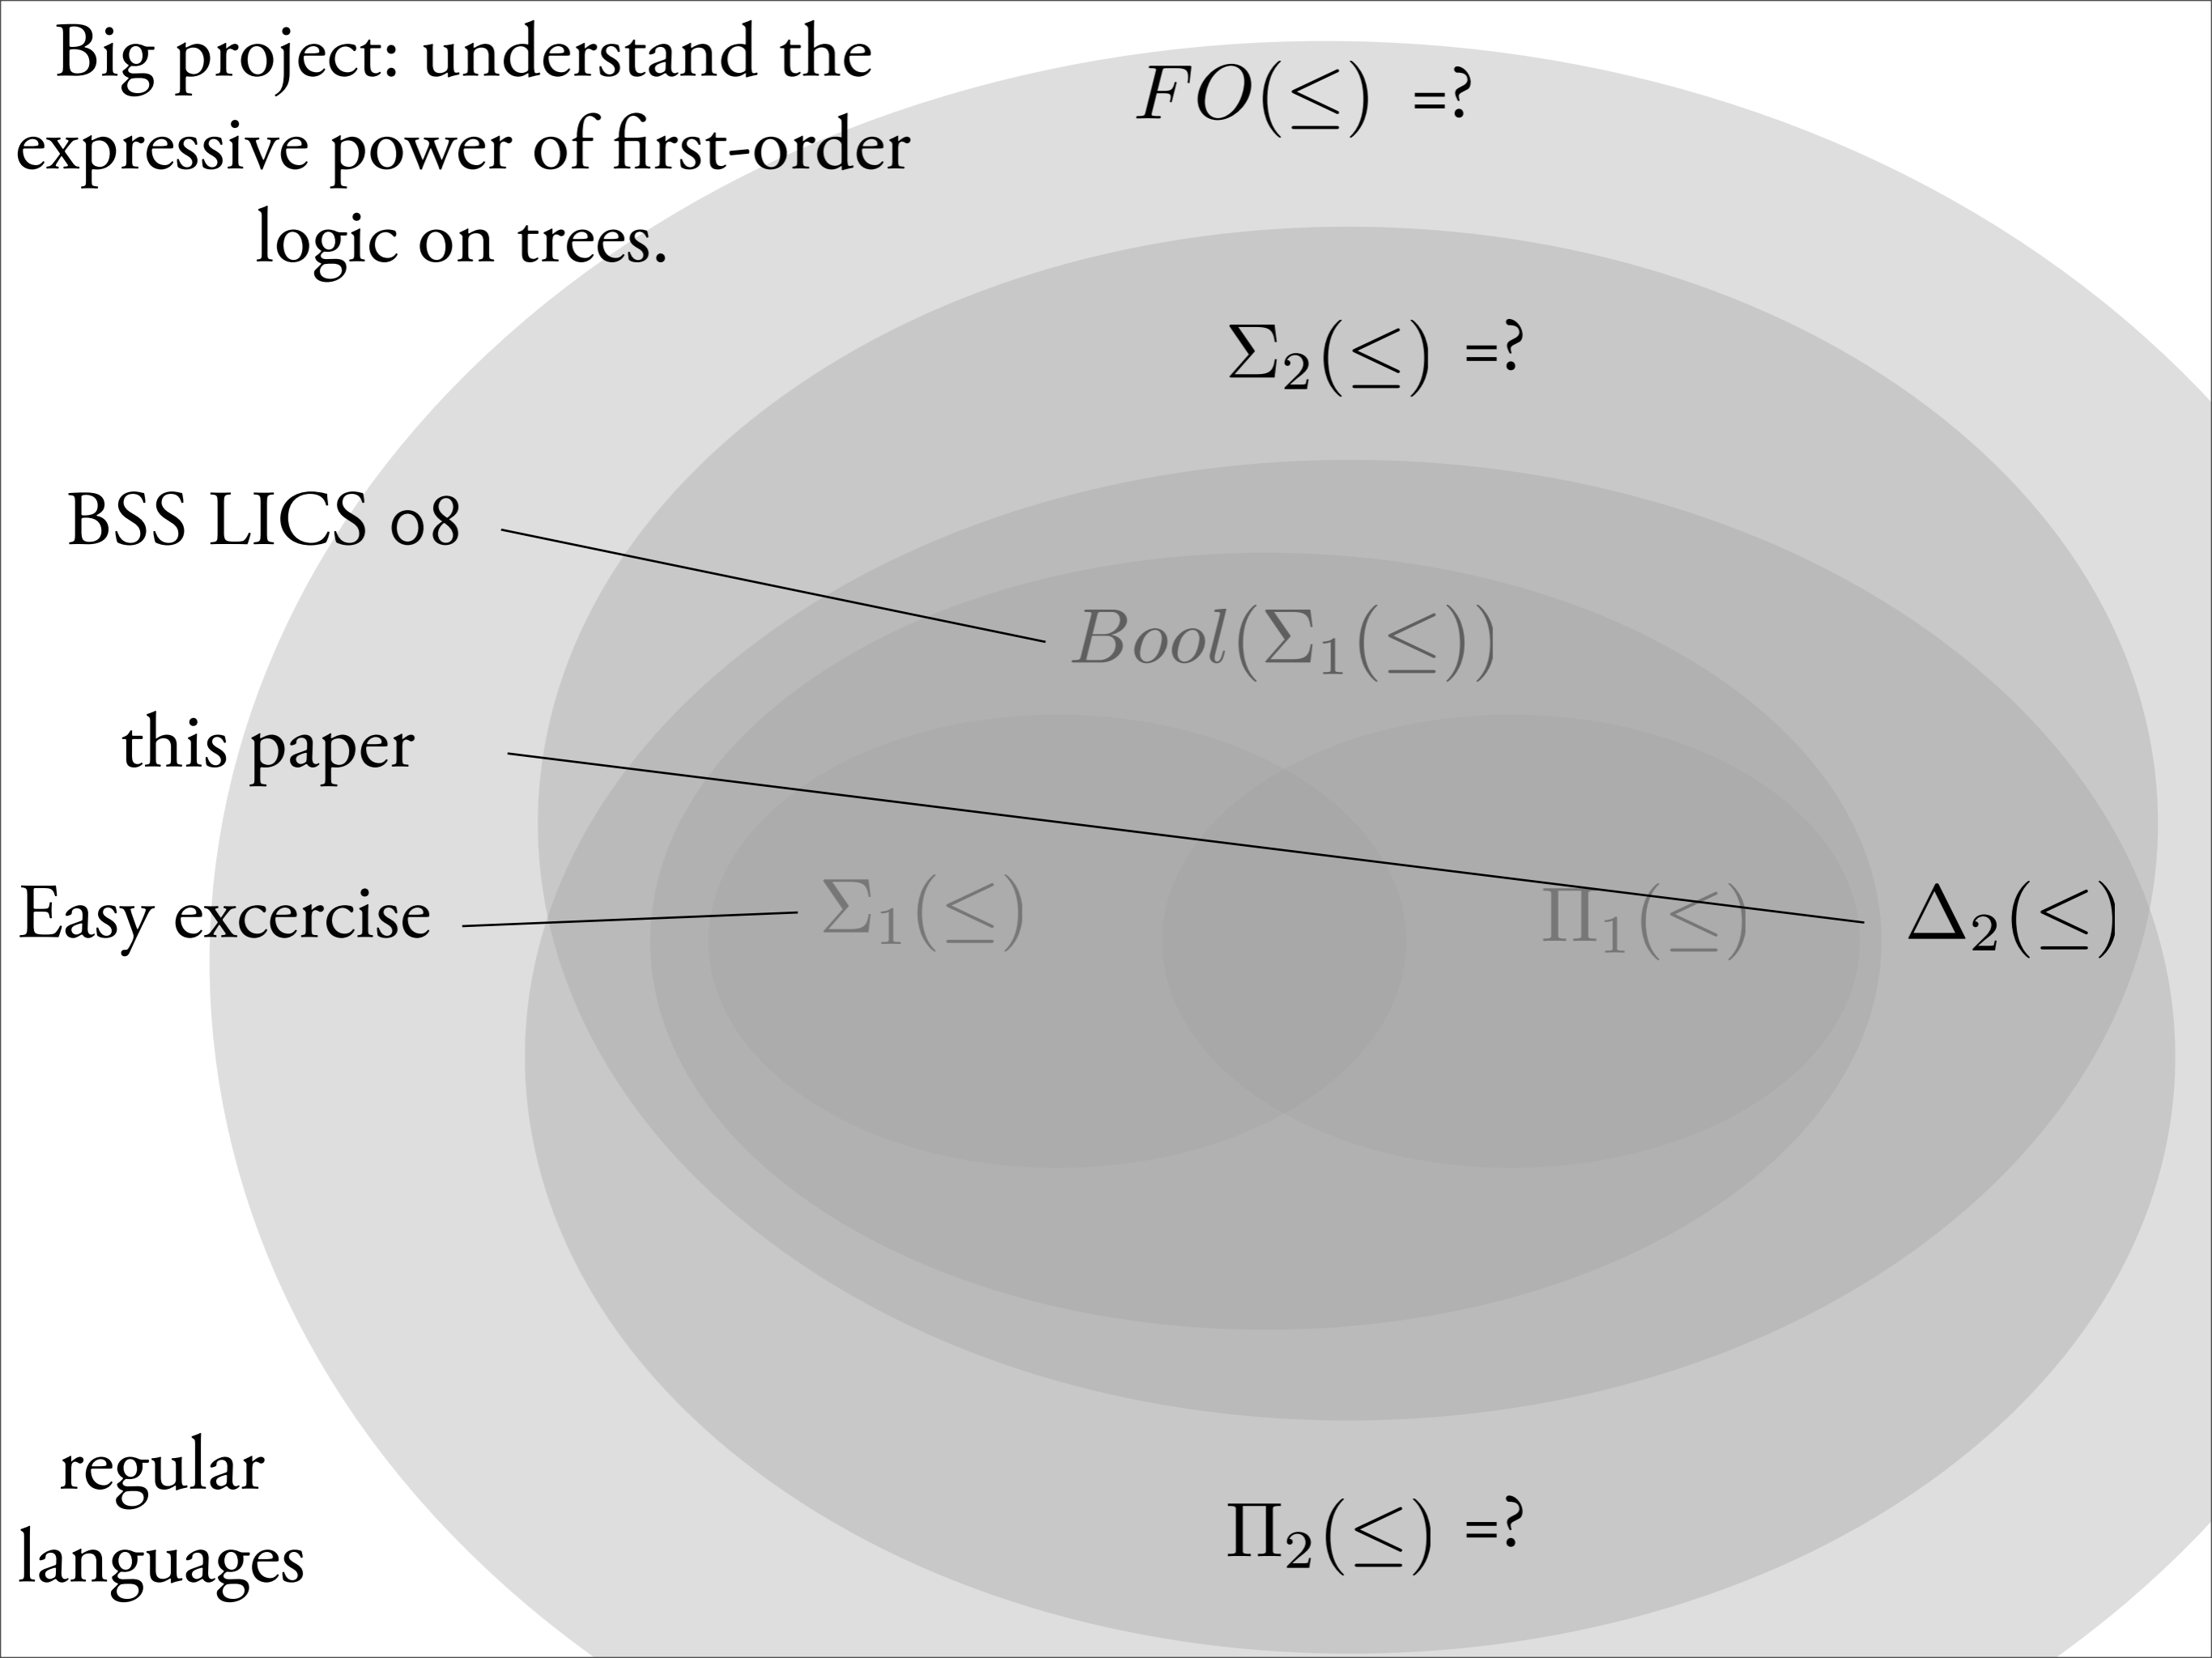 Big project: understand the
expressive power of first-order
logic on trees.
FO(≤) =?
Σ₂(≤) =?
BSS LICS 08
Bool(Σ₁(≤))
this paper
Easy excercise
Σ₁(≤)
Π₁(≤)
Δ₂(≤)
regular
languages
Π₂(≤) =?